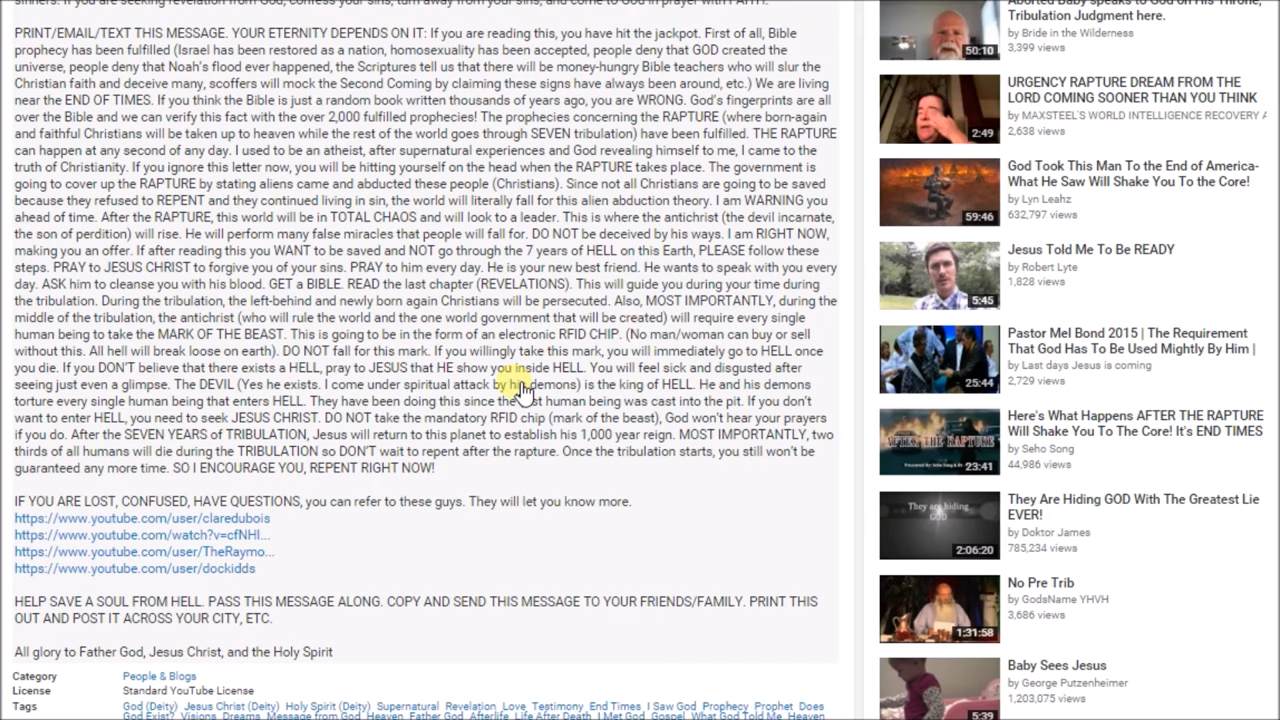 sinners. If you are seeking revelation from God, confess your sins, turn away from your sins, and come to God in prayer with FAITH.
PRINT/EMAIL/TEXT THIS MESSAGE. YOUR ETERNITY DEPENDS ON IT: If you are reading this, you have hit the jackpot. First of all, Bible
prophecy has been fulfilled (Israel has been restored as a nation, homosexuality has been accepted, people deny that GOD created the
universe, people deny that Noah's flood ever happened, the scriptures tell us that there will be money-hungry Bible teachers who will slur the
Christian faith and deceive many, scoffers will mock the Second Coming by claiming these signs have always been around, etc.) We are living
near the END OF TIMES. If you think the Bible is just a random book written thousands of years ago, you are WRONG. God's fingerprints are all
over the Bible and we can verify this fact with the over 2,000 fulfilled prophecies! The prophecies concerning the RAPTURE (where born-again
and faithful Christians will be taken up to heaven while the rest of the world goes through SEVEN tribulation) have been fulfilled. THE RAPTURE
can happen at any second of any day. I used to be an atheist, after supernatural experiences and God revealing himself to me, I came to the
truth of Christianity. If you ignore this letter now, you will be hitting yourself on the head when the RAPTURE takes place. The government is
going to cover up the RAPTURE by stating aliens came and abducted these people (Christians). Since not all Christians are going to be saved
because they refused to REPENT and they continued living in sin, the world will literally fall for this alien abduction theory. I am WARNING you
ahead of time. After the RAPTURE, this world will be in TOTAL CHAOS and will look to a leader. This is where the antichrist (the devil incarnate,
the son of perdition) will rise. He will perform many false miracles that people will fall for. DO NOT be deceived by his ways. I am RIGHT NOW,
making you an offer. If after reading this you WANT to be saved and NOT go through the 7 years of HELL on this Earth, PLEASE follow these
steps. PRAY to JESUS CHRIST to forgive you of your sins. PRAY to him every day. He is your new best friend. He wants to speak with you every
day. ASK him to cleanse you with his blood. GET a BIBLE. READ the last chapter (REVELATIONS). This will guide you during your time during
the tribulation. During the tribulation, the left-behind and newly born again Christians will be persecuted. Also, MOST IMPORTANTLY, during the
middle of the tribulation, the antichrist (who will rule the world and the one world government that will be created) will require every single
human being to take the MARK OF THE BEAST. This is going to be in the form of an electronic RFID CHIP. (No man/woman can buy or sell
without this. All hell will break loose on earth). DO NOT fall for this mark. If you willingly take this mark, you will immediately go to HELL once
you die. If you DON'T believe that there exists a HELL, pray to JESUS that HE show you inside HELL. You will feel sick and disgusted after
seeing just even a glimpse. The DEVIL (Yes he exists. I come under spiritual attack by his demons) is the king of HELL. He and his demons
torture every single human being that enters HELL. They have been doing this since the human being was cast into the pit. If you don't
want to enter HELL, you need to seek JESUS CHRIST. DO NOT take the mandatory RFID chip (mark of the beast), God won't hear your prayers
if you do. After the SEVEN YEARS of TRIBULATION, Jesus will return to this planet to establish his 1,000 year reign. MOST IMPORTANTLY, two
thirds of all humans will die during the TRIBULATION so DON'T wait to repent after the rapture. Once the tribulation starts, you still won't be
guaranteed any more time. SO I ENCOURAGE YOU, REPENT RIGHT NOW!
IF YOU ARE LOST, CONFUSED, HAVE QUESTIONS, you can refer to these guys. They will let you know more.
https://www.youtube.com/user/claredubois
https://www.youtube.com/watch?v=cfNHI...
https://www.youtube.com/user/TheRaymo...
https://www.youtube.com/user/dockidds
HELP SAVE A SOUL FROM HELL. PASS THIS MESSAGE ALONG. COPY AND SEND THIS MESSAGE TO YOUR FRIENDS/FAMILY. PRINT THIS
OUT AND POST IT ACROSS YOUR CITY, ETC.
All glory to Father God, Jesus Christ, and the Holy Spirit
Category People & Blogs
License Standard YouTube License
Tags God (Deity) Jesus Christ (Deity) Holy Spirit (Quote) Supernatural Revelation Love Testimony End Times I Saw God Prophecy Prophet Does
God Exist? Visions Dreams Message from God Heaven Father God Afterlife Life After Death I Met God Gospel What God Told Me Heaven
Aborted Baby speaks to God on His Throne,
Tribulation Judgment here.
by Bride in the Wilderness
3,399 views
50:10
URGENCY RAPTURE DREAM FROM THE
LORD COMING SOONER THAN YOU THINK
by MAXSTEEL'S WORLD INTELLIGENCE RECOVERY
2,638 views
2:49
God Took This Man To the End of America-
What He Saw Will Shake You To the Core!
by Lyn Leahz
632,797 views
59:46
Jesus Told Me To Be READY
by Robert Lyte
1,828 views
5:45
Pastor Mel Bond 2015 | The Requirement
That God Has To Be Used Mightily By Him |
by Last days Jesus is coming
2,729 views
25:44
Here's What Happens AFTER THE RAPTURE
Will Shake You To The Core! It's END TIMES
by Seho Song
44,986 views
AFTER THE RAPTURE
23:41
They Are Hiding GOD With The Greatest Lie
EVER!
by Doktor James
785,234 views
They are hiding
GOD
2:06:20
No Pre Trib
by GodsName YHVH
3,686 views
1:31:58
Baby Sees Jesus
by George Putzenheimer
1,203,075 views
5:39